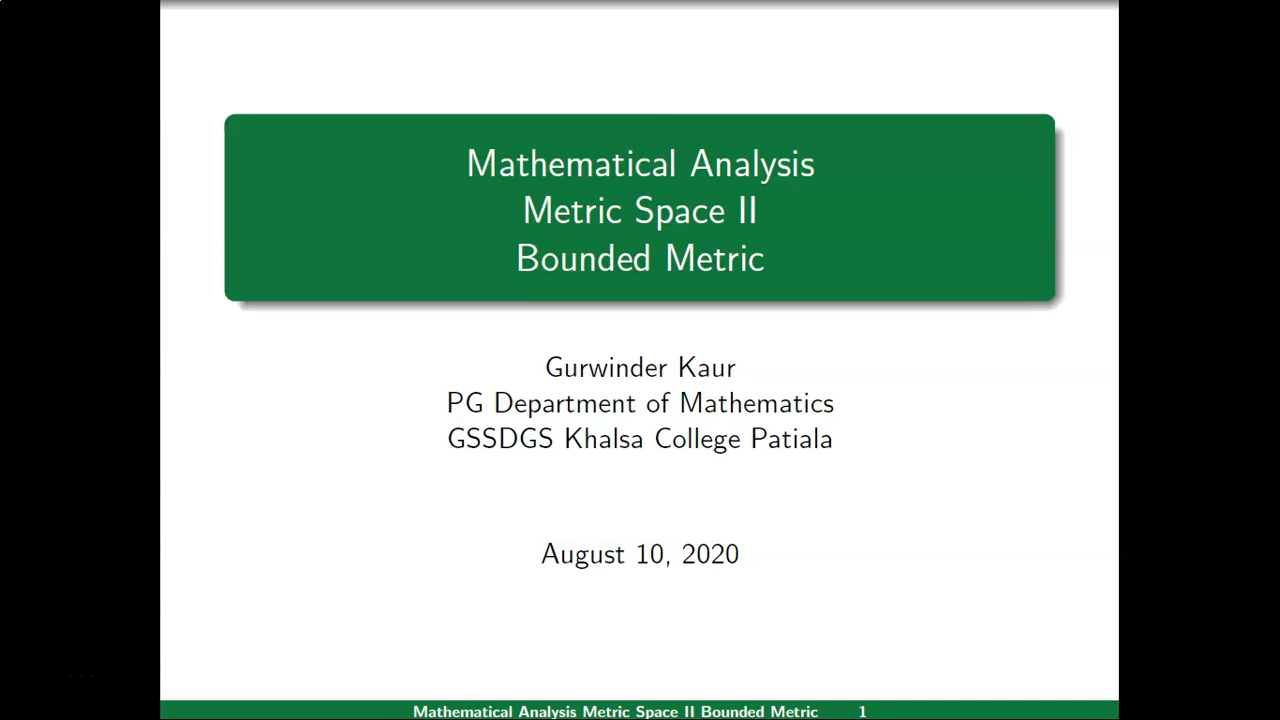 Mathematical Analysis
Metric Space II
Bounded Metric
Gurwinder Kaur
PG Department of Mathematics
GSSDGS Khalsa College Patiala
August 10, 2020
Mathematical Analysis Metric Space II Bounded Metric 1